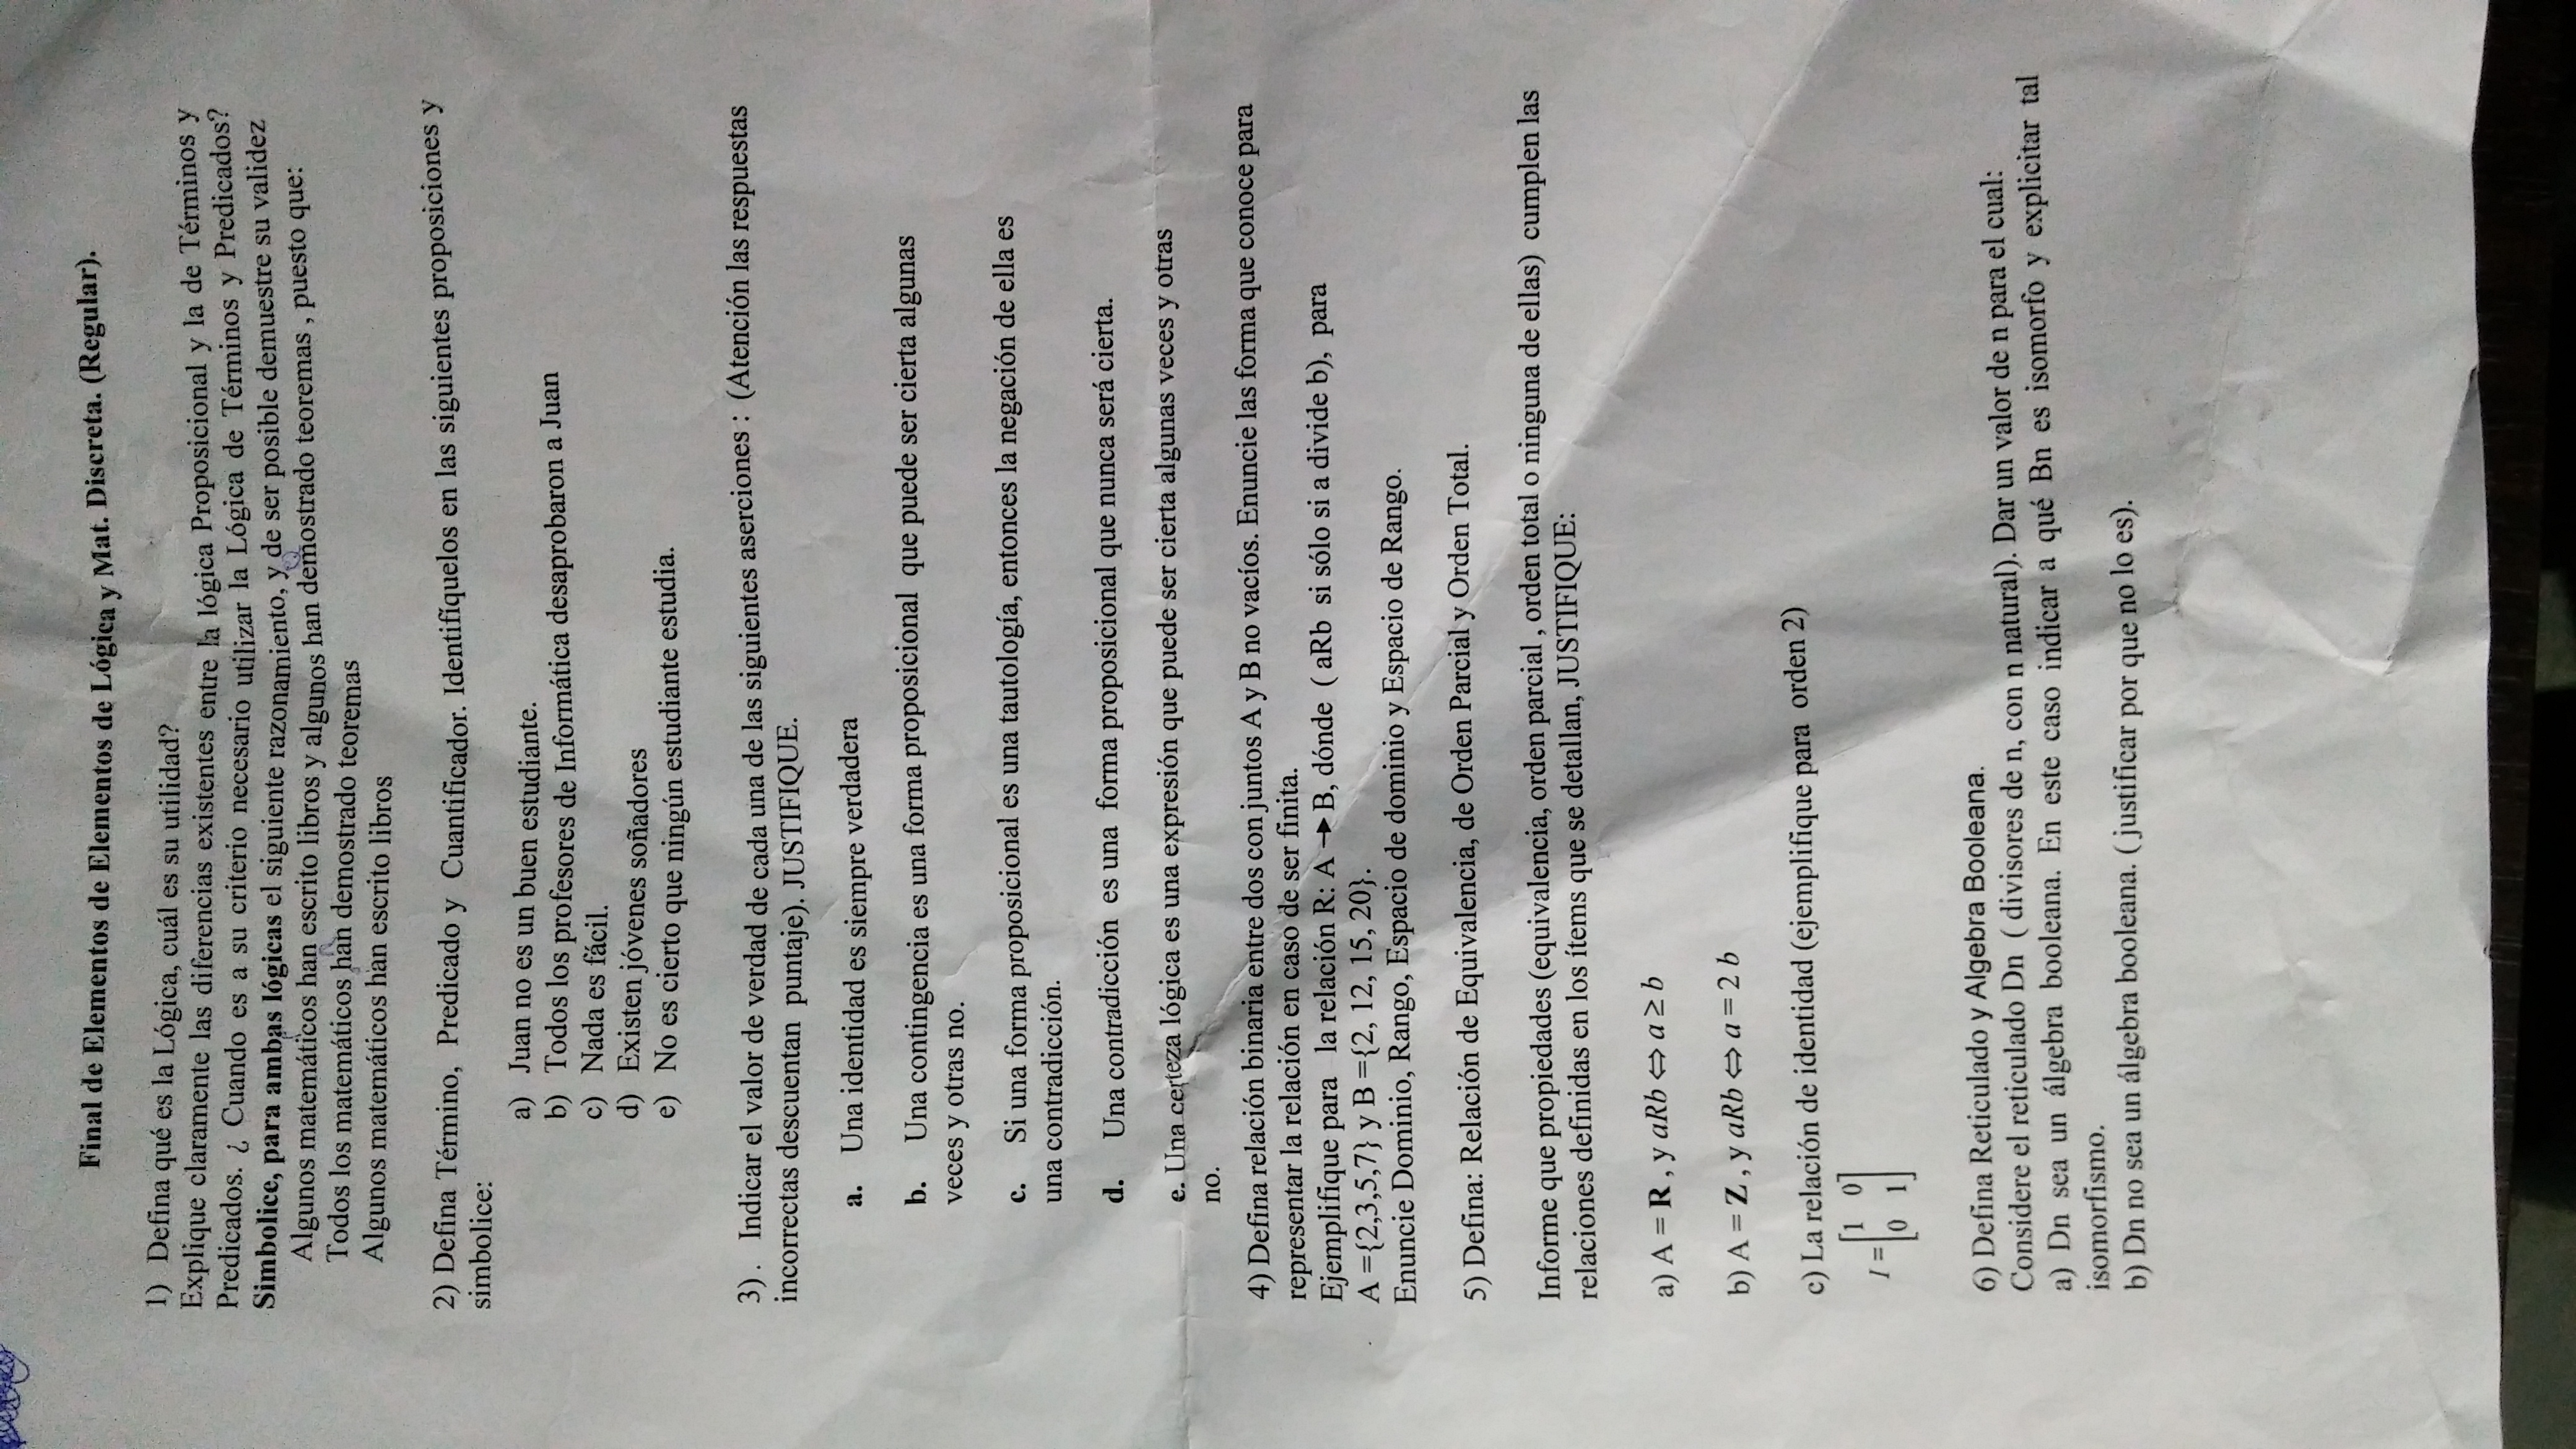 Final de Elementos de Elementos de Lógica y Mat. Discreta. (Regular).
1) Defina qué es la Lógica, cuál es su utilidad?
Explique claramente las diferencias existentes entre la lógica Proposicional y la de Términos y
Predicados. ¿ Cuando es a su criterio necesario utilizar la Lógica de Términos y Predicados?
Simbolice, para ambas lógicas el siguiente razonamiento, y de ser posible demuestre su validez
Algunos matemáticos han escrito libros y algunos han demostrado teoremas , puesto que:
Todos los matemáticos han demostrado teoremas
Algunos matemáticos han escrito libros
2) Defina Término, Predicado y Cuantificador. Identifíquelos en las siguientes proposiciones y
simbolice:
a) Juan no es un buen estudiante.
b) Todos los profesores de Informática desaprobaron a Juan
c) Nada es fácil.
d) Existen jóvenes soñadores
e) No es cierto que ningún estudiante estudia.
3) . Indicar el valor de verdad de cada una de las siguientes aserciones : (Atención las respuestas
incorrectas descuentan puntaje). JUSTIFIQUE.
a. Una identidad es siempre verdadera
b. Una contingencia es una forma proposicional que puede ser cierta algunas
veces y otras no.
c. Si una forma proposicional es una tautología, entonces la negación de ella es
una contradicción.
d. Una contradicción es una forma proposicional que nunca será cierta.
e. Una certeza lógica es una expresión que puede ser cierta algunas veces y otras
no.
4) Defina relación binaria entre dos conjuntos A y B no vacíos. Enuncie las forma que conoce para
representar la relación en caso de ser finita.
Ejemplifique para la relación R: A → B, dónde ( aRb si sólo si a divide b), para
A ={2,3,5,7} y B ={2, 12, 15, 20}.
Enuncie Dominio, Rango, Espacio de dominio y Espacio de Rango.
5) Defina: Relación de Equivalencia, de Orden Parcial y Orden Total.
Informe que propiedades (equivalencia, orden parcial , orden total o ninguna de ellas) cumplen las
relaciones definidas en los ítems que se detallan, JUSTIFIQUE:
a) A = R , y aRb ⇔ a ≥ b
b) A = Z , y aRb ⇔ a = 2 b
c) La relación de identidad (ejemplifique para orden 2)
I = [1 0
0 1]
6) Defina Reticulado y Algebra Booleana.
Considere el reticulado Dn ( divisores de n, con n natural). Dar un valor de n para el cual:
a) Dn sea un álgebra booleana. En este caso indicar a qué Bn es isomorfo y explicitar tal
isomorfismo.
b) Dn no sea un álgebra booleana. ( justificar por que no lo es).